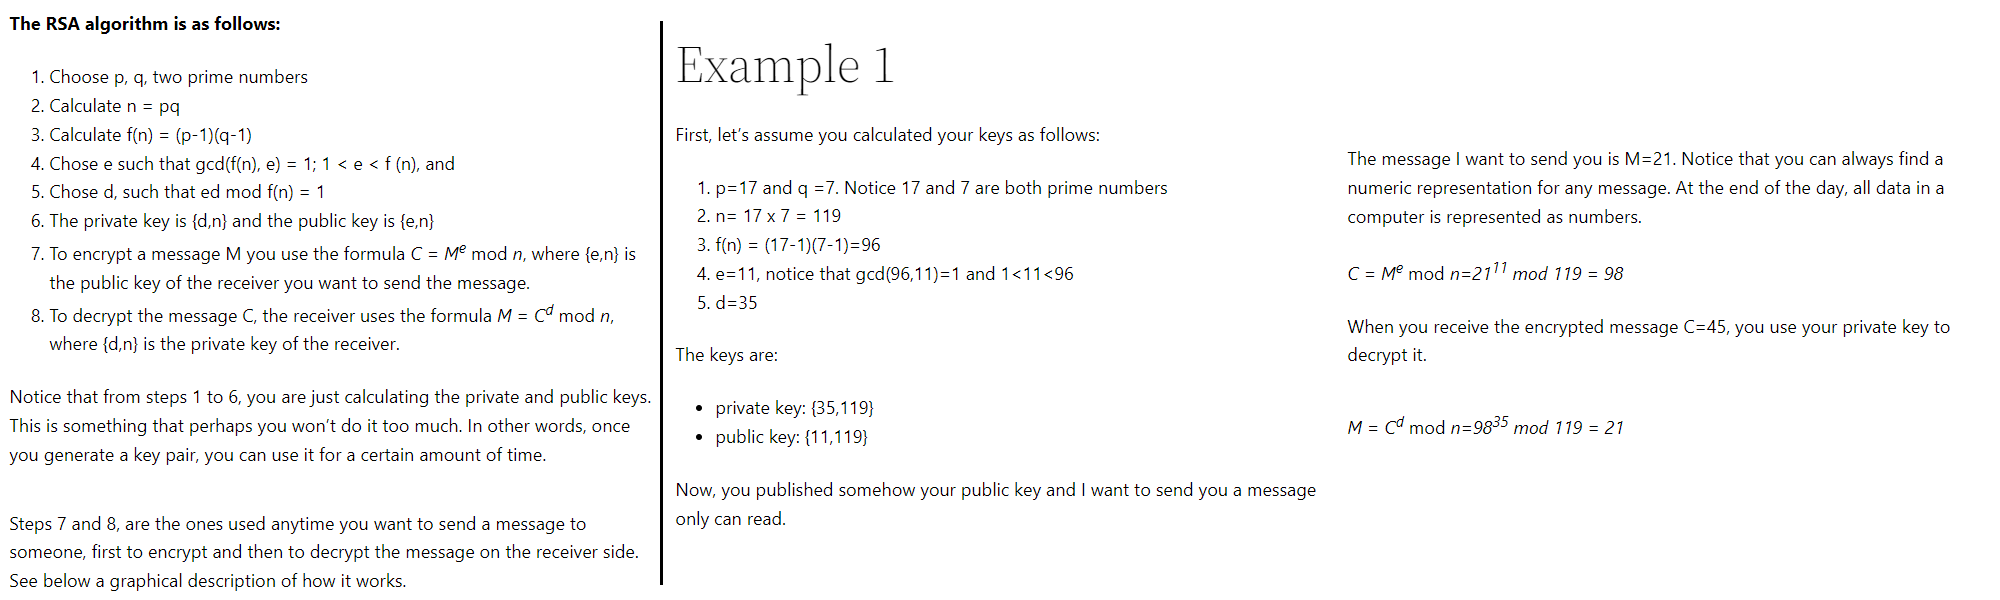 The RSA algorithm is as follows:
1. Choose p, q, two prime numbers
2. Calculate n = pq
3. Calculate f(n) = (p-1)(q-1)
4. Chose e such that gcd(f(n), e) = 1; 1 < e < f (n), and
5. Chose d, such that ed mod f(n) = 1
6. The private key is {d,n} and the public key is {e,n}
7. To encrypt a message M you use the formula C = Mᵉ mod n, where {e,n} is
the public key of the receiver you want to send the message.
8. To decrypt the message C, the receiver uses the formula M = Cᵈ mod n,
where {d,n} is the private key of the receiver.
Notice that from steps 1 to 6, you are just calculating the private and public keys.
This is something that perhaps you won’t do it too much. In other words, once
you generate a key pair, you can use it for a certain amount of time.
Steps 7 and 8, are the ones used anytime you want to send a message to
someone, first to encrypt and then to decrypt the message on the receiver side.
See below a graphical description of how it works.
Example 1
First, let’s assume you calculated your keys as follows:
1. p=17 and q =7. Notice 17 and 7 are both prime numbers
2. n= 17 x 7 = 119
3. f(n) = (17-1)(7-1)=96
4. e=11, notice that gcd(96,11)=1 and 1<11<96
5. d=35
The keys are:
• private key: {35,119}
• public key: {11,119}
Now, you published somehow your public key and I want to send you a message
only can read.
The message I want to send you is M=21. Notice that you can always find a
numeric representation for any message. At the end of the day, all data in a
computer is represented as numbers.
C = Mᵉ mod n=21¹¹ mod 119 = 98
When you receive the encrypted message C=45, you use your private key to
decrypt it.
M = Cᵈ mod n=98³⁵ mod 119 = 21